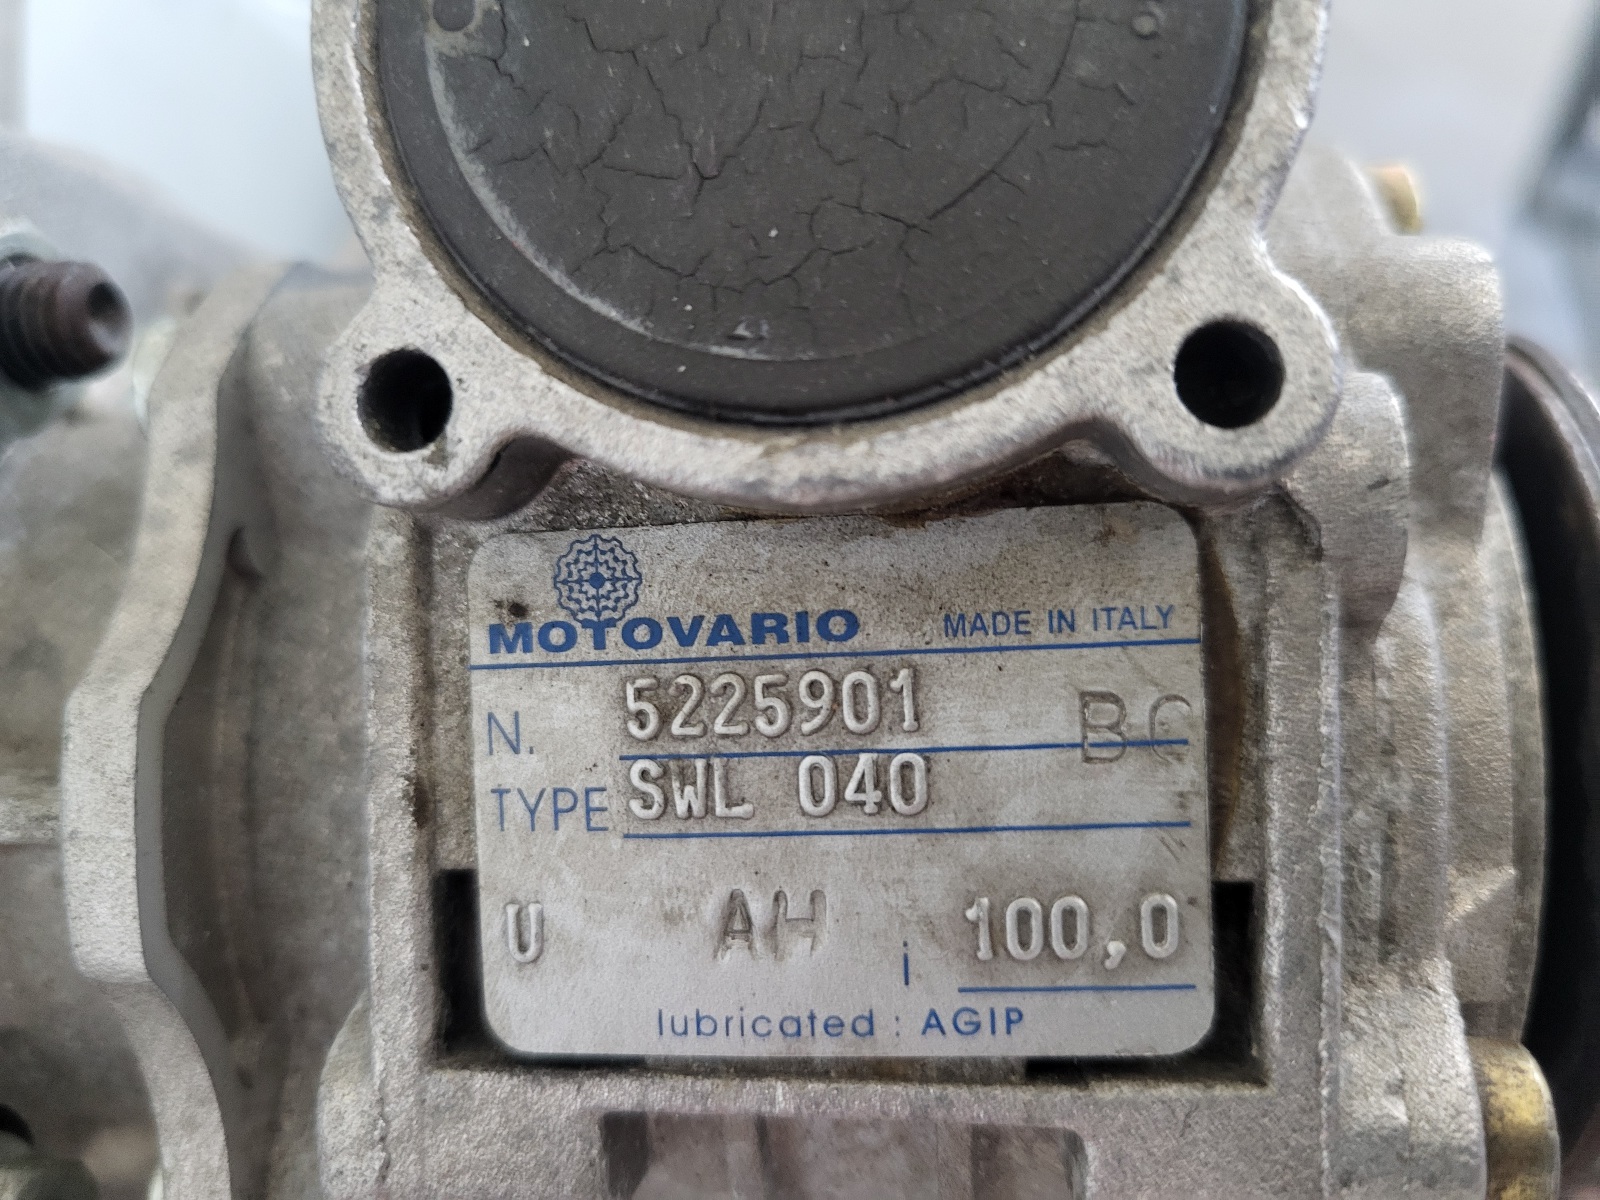 MOTOVARIO MADE IN ITALY
N. 5225901 BC
TYPE SWL 040
U AH i 100,0
lubricated : AGIP